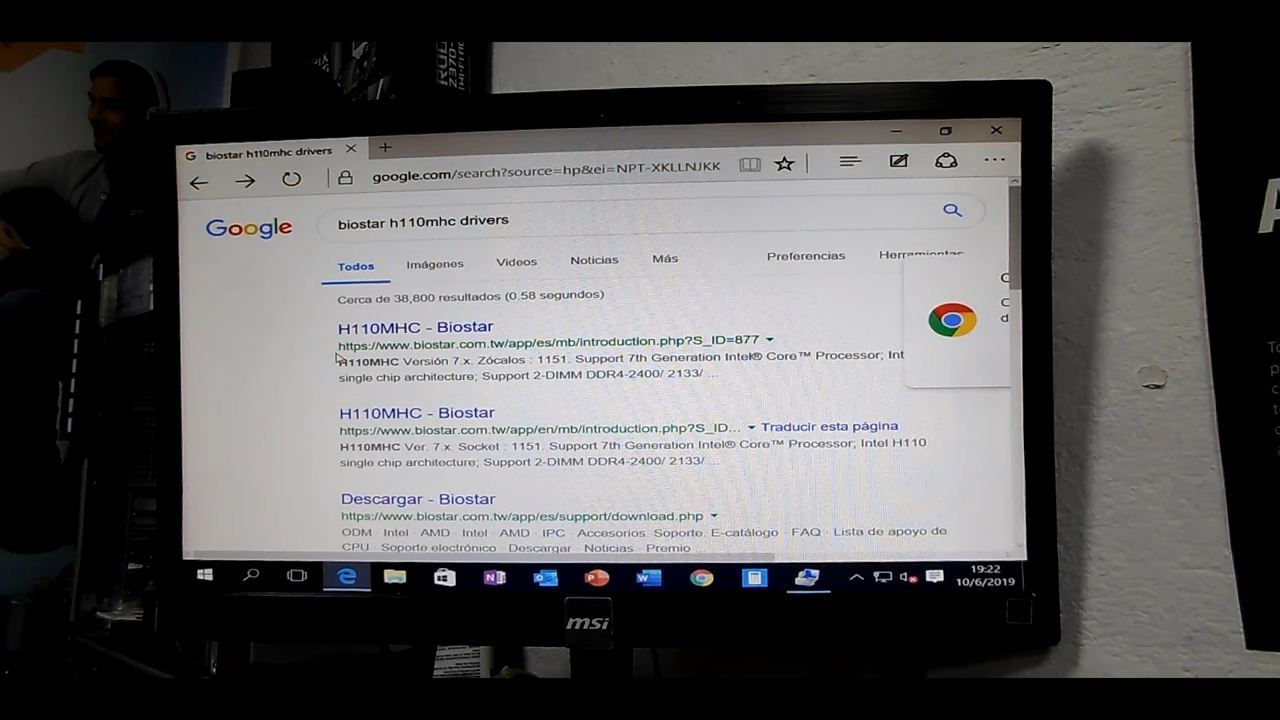 biostar h110mhc drivers
google.com/search?source=hp&ei=NPT-XKLLNJKK
Google
biostar h110mhc drivers
Todos Imágenes Videos Noticias Más Preferencias Herramientas
Cerca de 38,800 resultados (0.58 segundos)
H110MHC - Biostar
https://www.biostar.com.tw/app/es/mb/introduction.php?S_ID=877
H110MHC Versión 7.x. Zócalos : 1151. Support 7th Generation Intel® Core™ Processor; Int
single chip architecture; Support 2-DIMM DDR4-2400/ 2133/ ...
H110MHC - Biostar
https://www.biostar.com.tw/app/en/mb/introduction.php?S_ID... Traducir esta página
H110MHC Ver. 7.x. Socket : 1151. Support 7th Generation Intel® Core™ Processor; Intel H110
single chip architecture; Support 2-DIMM DDR4-2400/ 2133/ ...
Descargar - Biostar
https://www.biostar.com.tw/app/es/support/download.php
ODM · Intel · AMD · Intel · AMD · IPC · Accesorios. Soporte. E-catálogo · FAQ · Lista de apoyo de
CPU · Soporte electrónico · Descargar · Noticias · Premio ...
19:22
10/6/2019
msi